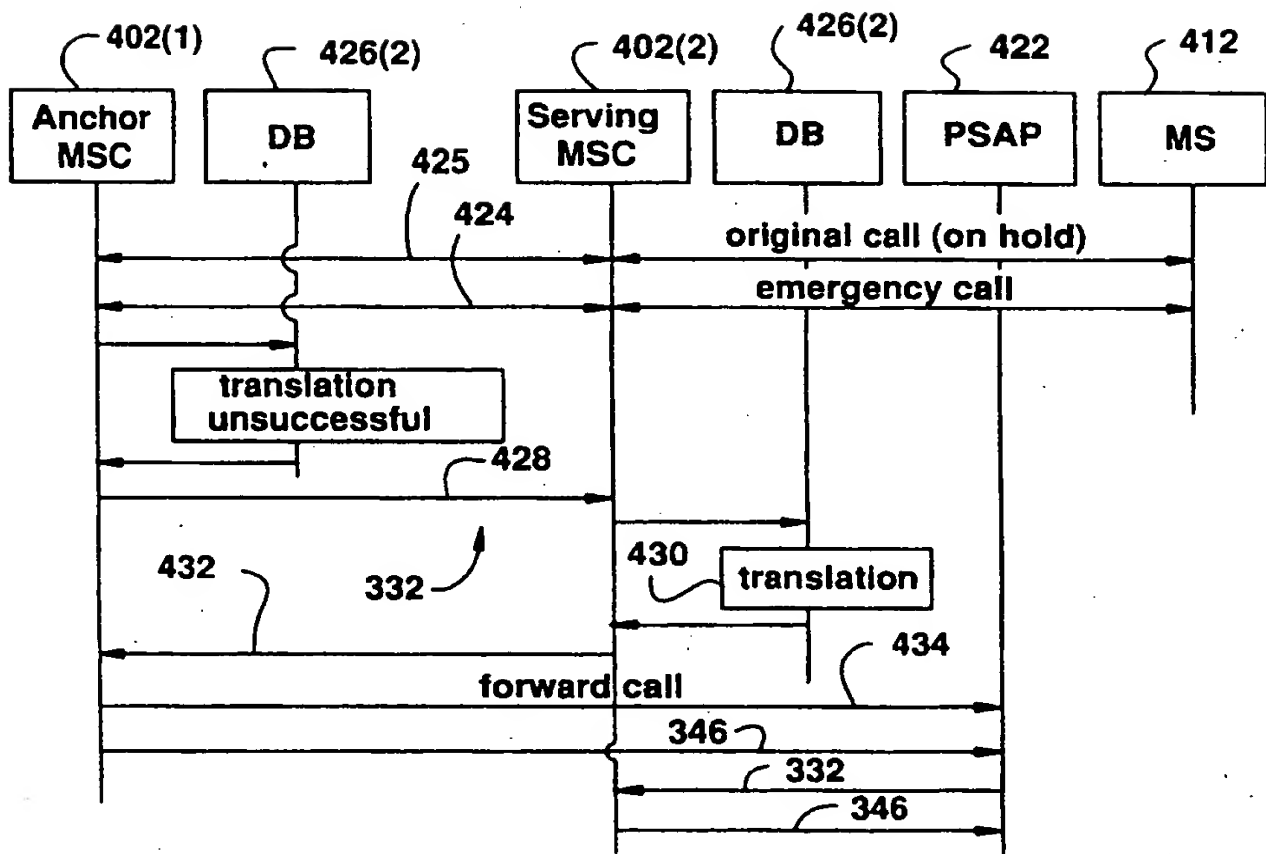 402(1)
426(2)
402(2)
426(2)
422
412
Anchor
MSC
DB
Serving
MSC
DB
PSAP
MS
425
424
original call (on hold)
emergency call
translation
unsuccessful
428
332
430
translation
432
434
forward call
346
332
346